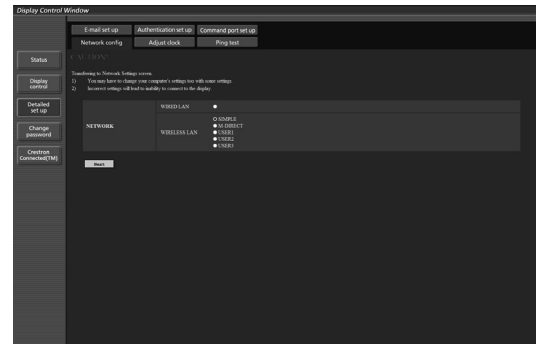 Display Control Window
E-mail set up
Authentication set up
Command port set up
Network config
Adjust clock
Ping test
Status
Display control
Detailed set up
Change password
Crestron Connected(TM)
CAUTION!
Transfering to Network Settings screen.
1) You may have to change your computer's settings too with some settings.
2) Incorrect settings will lead to inability to connect to the display.
NETWORK
WIRED LAN
WIRELESS LAN
SIMPLE
M-DIRECT
USER1
USER2
USER3
Next